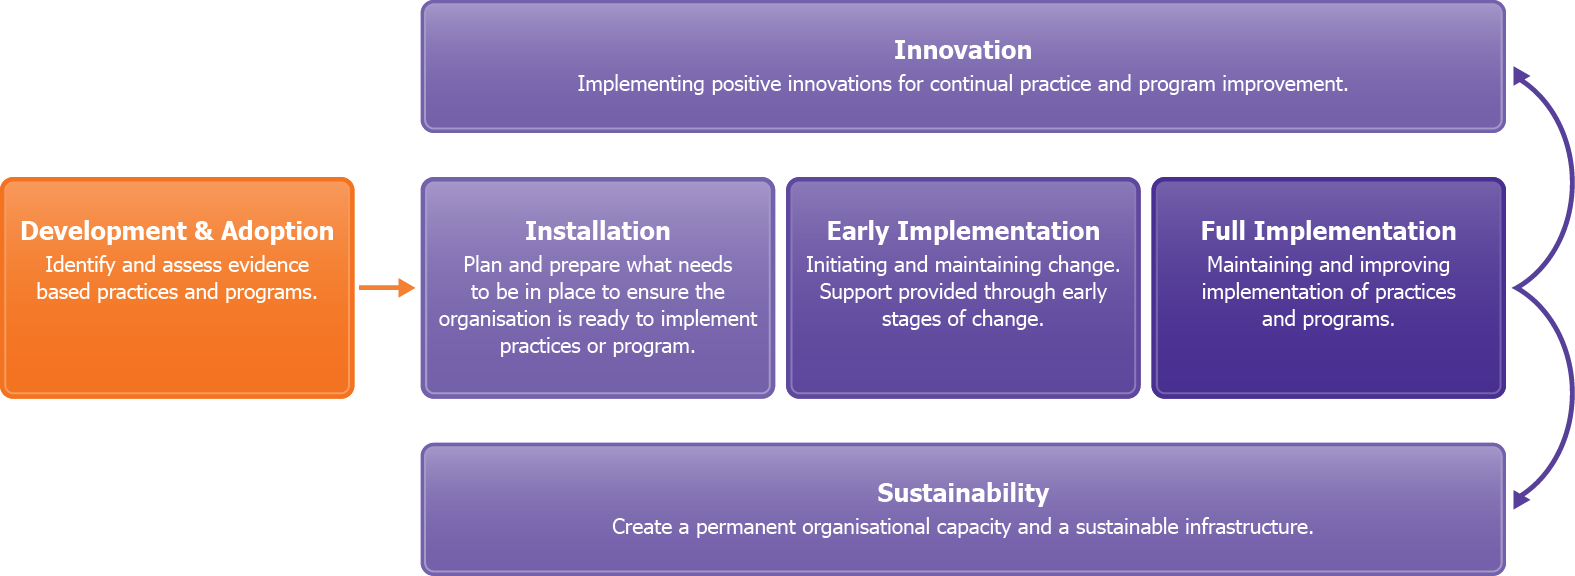 Innovation
Implementing positive innovations for continual practice and program improvement.
Development & Adoption
Identify and assess evidence
based practices and programs.
Installation
Plan and prepare what needs
to be in place to ensure the
organisation is ready to implement
practices or program.
Early Implementation
Initiating and maintaining change.
Support provided through early
stages of change.
Full Implementation
Maintaining and improving
implementation of practices
and programs.
Sustainability
Create a permanent organisational capacity and a sustainable infrastructure.